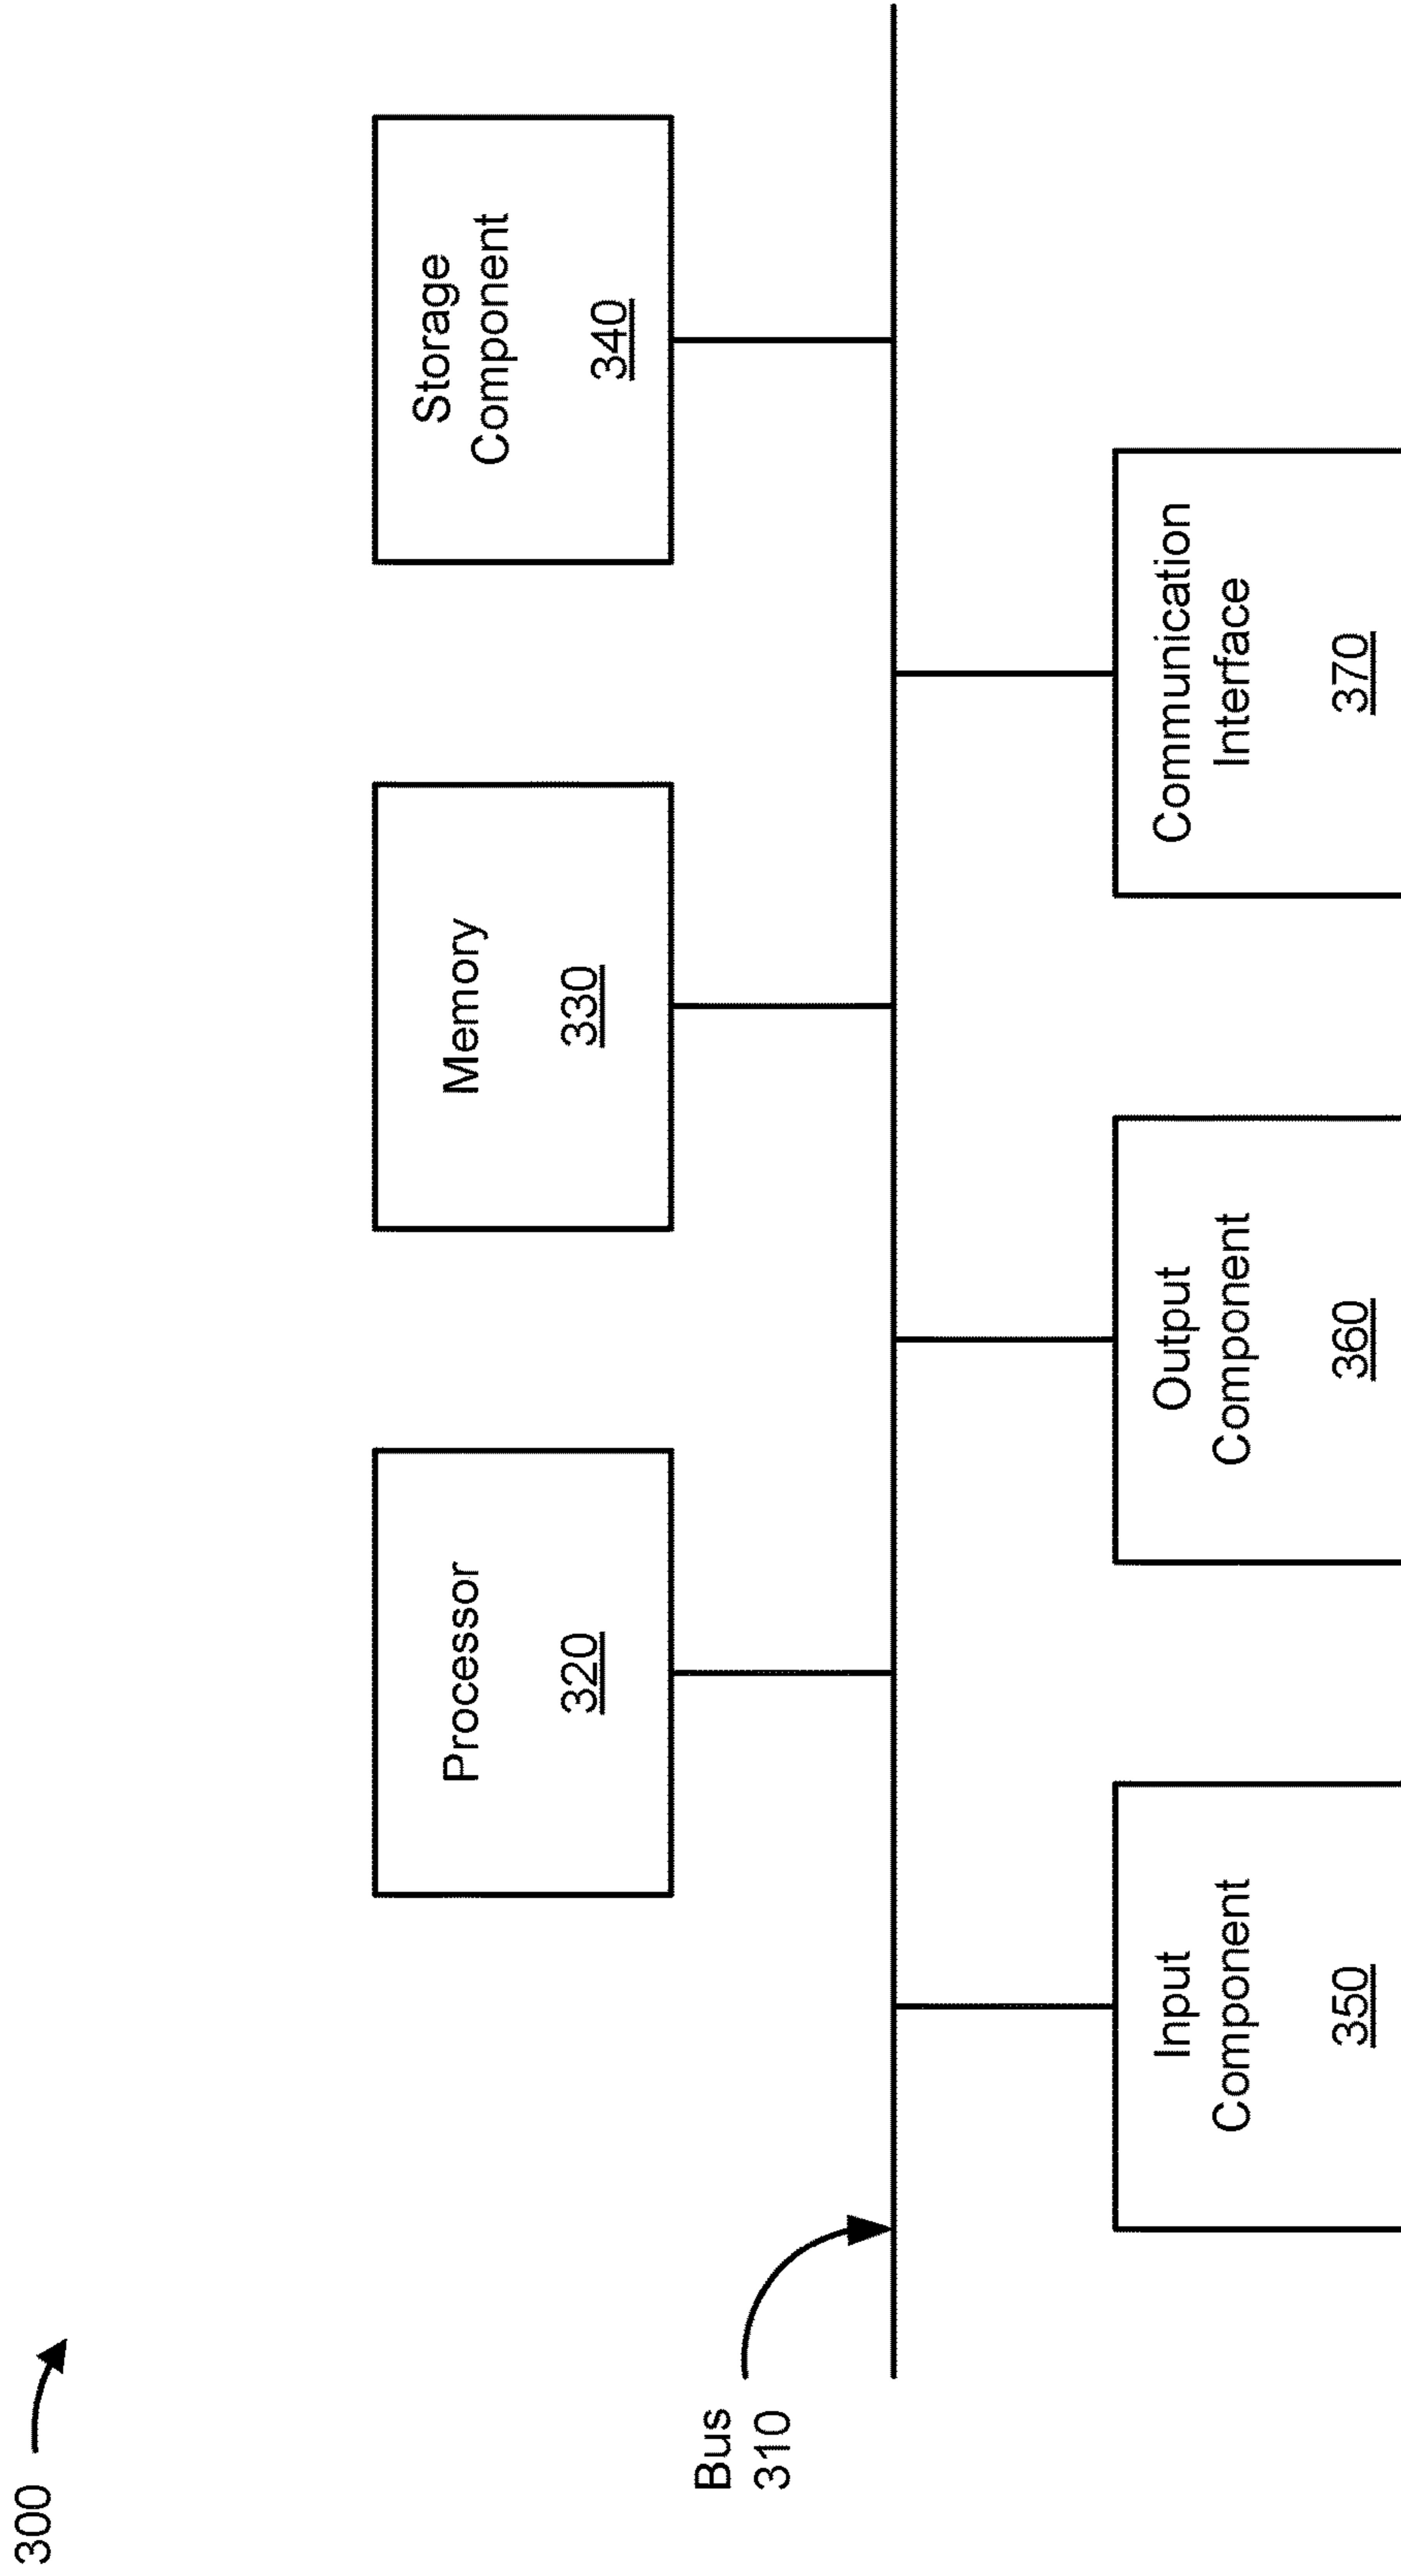 300
Processor
320
Memory
330
Storage
Component
340
Bus
310
Input
Component
350
Output
Component
360
Communication
Interface
370